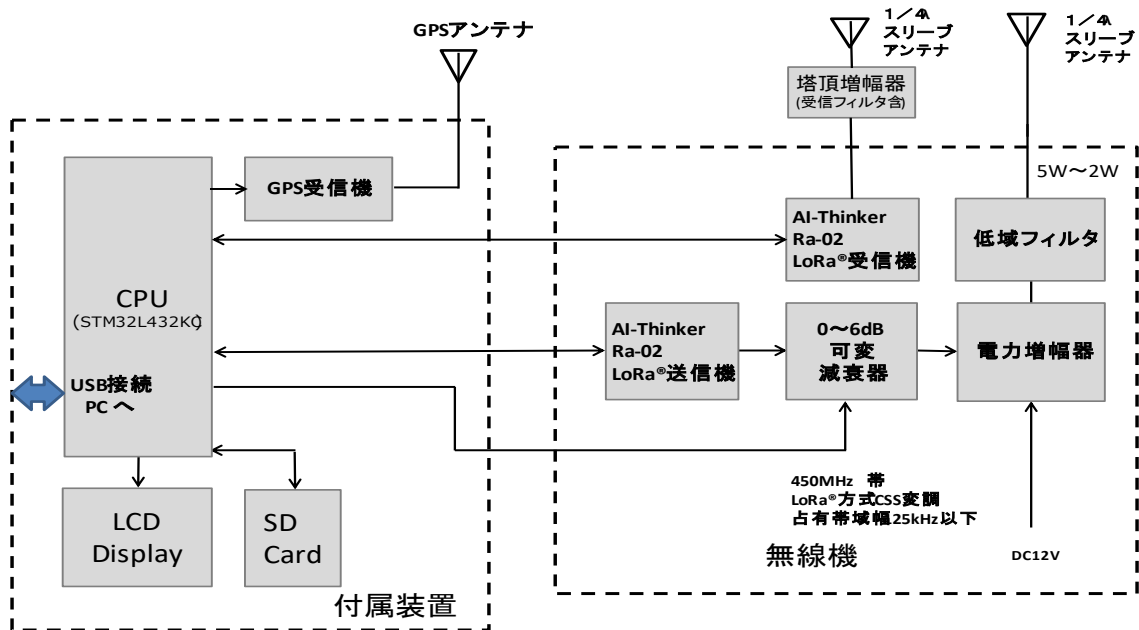 GPSアンテナ
1/4λ
スリーブ
アンテナ
1/4λ
スリーブ
アンテナ
塔頂増幅器
(受信フィルタ含)
5W～2W
GPS受信機
AI-Thinker
Ra-02
LoRa®受信機
低域フィルタ
CPU
(STM32L432KC)
AI-Thinker
Ra-02
LoRa®送信機
0～6dB
可変
減衰器
電力増幅器
USB接続
PCへ
LCD
Display
SD
Card
450MHz 帯
LoRa®方式CSS変調
占有帯域幅25kHz以下
DC12V
無線機
付属装置